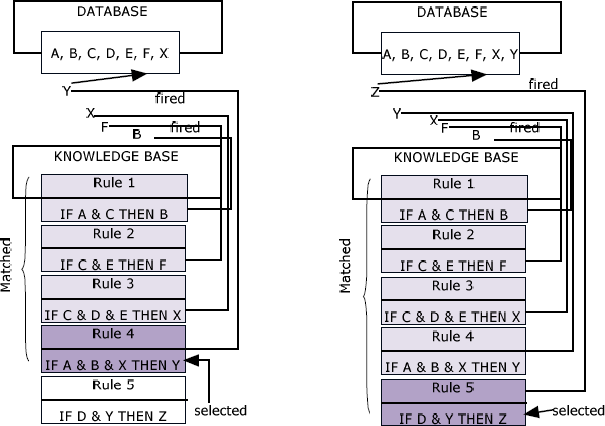 DATABASE
A, B, C, D, E, F, X
Y
fired
X
F
fired
B
KNOWLEDGE BASE
Matched
Rule 1
IF A & C THEN B
Rule 2
IF C & E THEN F
Rule 3
IF C & D & E THEN X
Rule 4
IF A & B & X THEN Y
Rule 5
IF D & Y THEN Z
selected
DATABASE
A, B, C, D, E, F, X, Y
fired
Z
Y
X
F
fired
B
KNOWLEDGE BASE
Matched
Rule 1
IF A & C THEN B
Rule 2
IF C & E THEN F
Rule 3
IF C & D & E THEN X
Rule 4
IF A & B & X THEN Y
Rule 5
IF D & Y THEN Z
selected